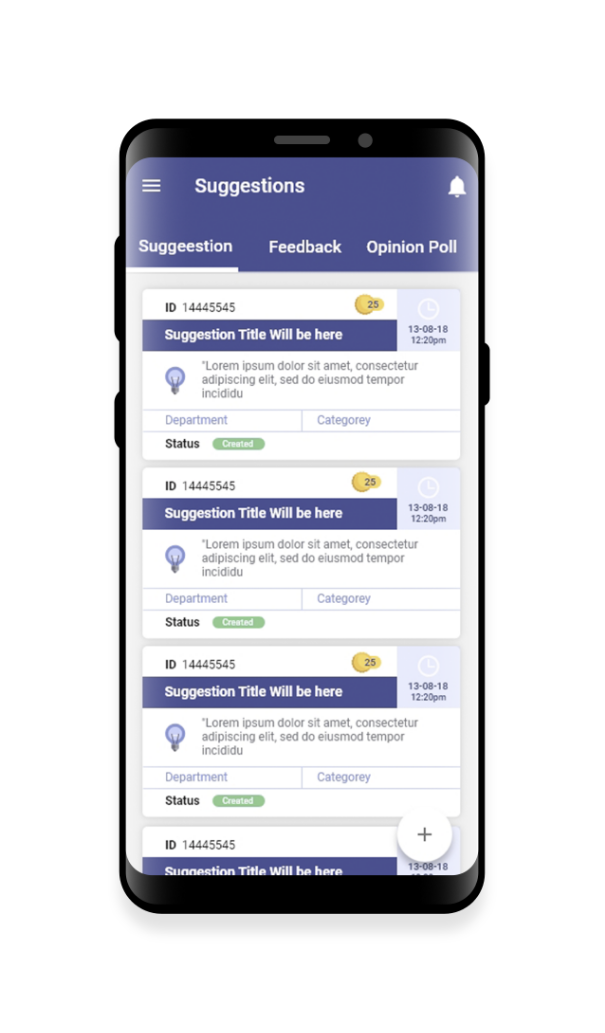 Suggestions
Suggeestion Feedback Opinion Poll
ID 14445545 25
Suggestion Title Will be here
13-08-18
12:20pm
"Lorem ipsum dolor sit amet, consectetur
adipiscing elit, sed do eiusmod tempor
incididu
Department Categorey
Status Created
ID 14445545 25
Suggestion Title Will be here
13-08-18
12:20pm
"Lorem ipsum dolor sit amet, consectetur
adipiscing elit, sed do eiusmod tempor
incididu
Department Categorey
Status Created
ID 14445545 25
Suggestion Title Will be here
13-08-18
12:20pm
"Lorem ipsum dolor sit amet, consectetur
adipiscing elit, sed do eiusmod tempor
incididu
Department Categorey
Status Created
+
ID 14445545
Suggestion Title Will be here
13-08-18